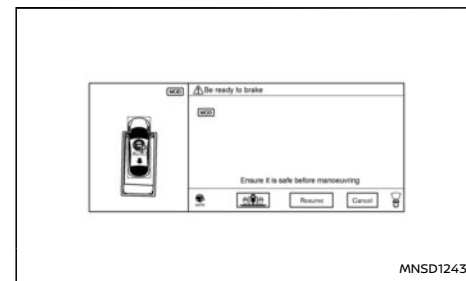 MOD
⚠ Be ready to brake
MOD
Ensure it is safe before manoeuvring
Resume
Cancel
MNSD1243